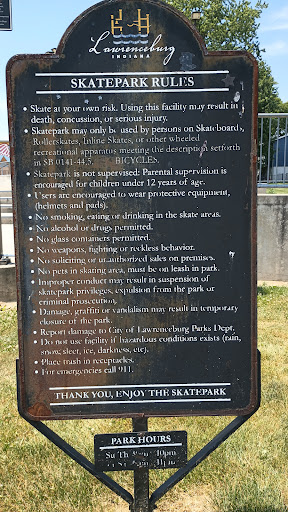 Lawrenceburg
INDIANA
SKATEPARK RULES
• Skate at your own risk. Using this facility may result in
death, concussion, or serious injury.
• Skatepark may only be used by persons on Skateboards,
Rollerskates, Inline Skates, or other wheeled
recreational apparatus meeting the description setforth
in SB 0141-44,5. BICYCLES.
• Skatepark is not supervised: Parental supervision is
encouraged for children under 12 years of age.
• Users are encouraged to wear protective equipment,
(helmets and pads).
• No smoking, eating or drinking in the skate areas.
• No alcohol or drugs permitted.
• No glass containers permitted.
• No weapons, fighting or reckless behavior.
• No soliciting or unauthorized sales on premises.
• No pets in skating area, must be on leash in park.
• Improper conduct may result in suspension of
skatepark privileges, expulsion from the park or
criminal prosecution.
• Damage, graffiti or vandalism may result in temporary
closure of the park.
• Report damage to City of Lawrenceburg Parks Dept.
• Do not use facility if hazardous conditions exists (rain,
snow, sleet, ice, darkness, etc).
• Place trash in receptacles.
• For emergencies call 911.
THANK YOU, ENJOY THE SKATEPARK
PARK HOURS
Su Th 10pm